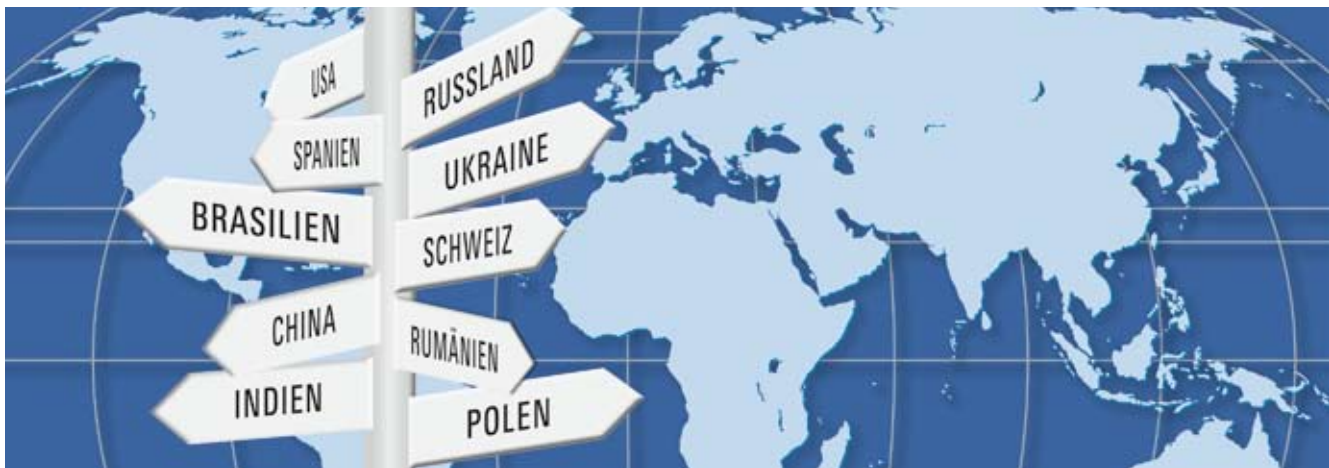 USA
SPANIEN
BRASILIEN
CHINA
INDIEN
RUSSLAND
UKRAINE
SCHWEIZ
RUMÄNIEN
POLEN